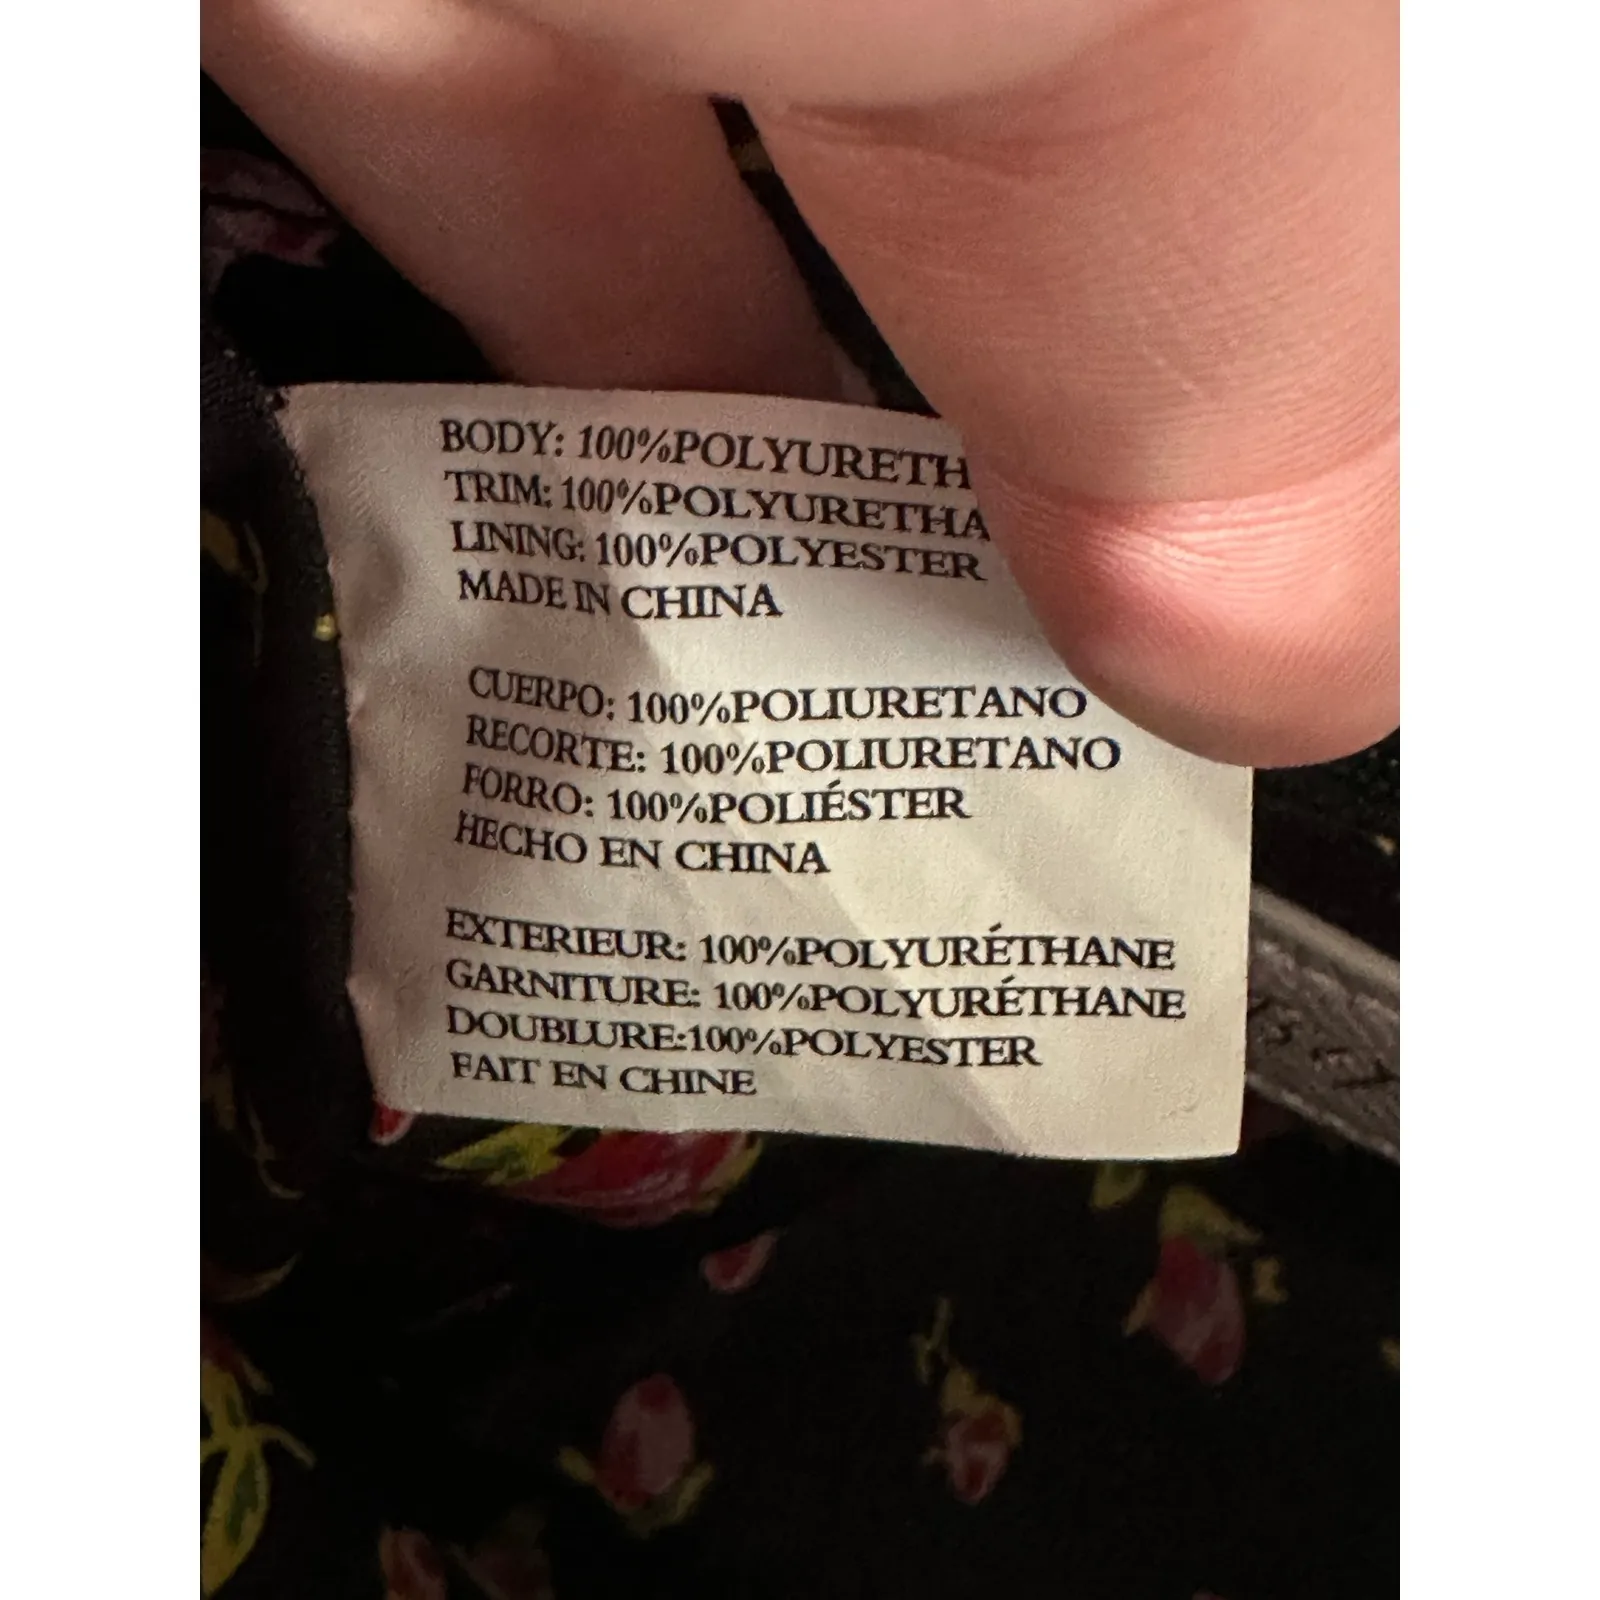 BODY: 100%POLYURETH
TRIM: 100%POLYURETHA
LINING: 100%POLYESTER
MADE IN CHINA
CUERPO: 100%POLIURETANO
RECORTE: 100%POLIURETANO
FORRO: 100%POLIÉSTER
HECHO EN CHINA
EXTERIEUR: 100%POLYURÉTHANE
GARNITURE: 100%POLYURÉTHANE
DOUBLURE:100%POLYESTER
FAIT EN CHINE